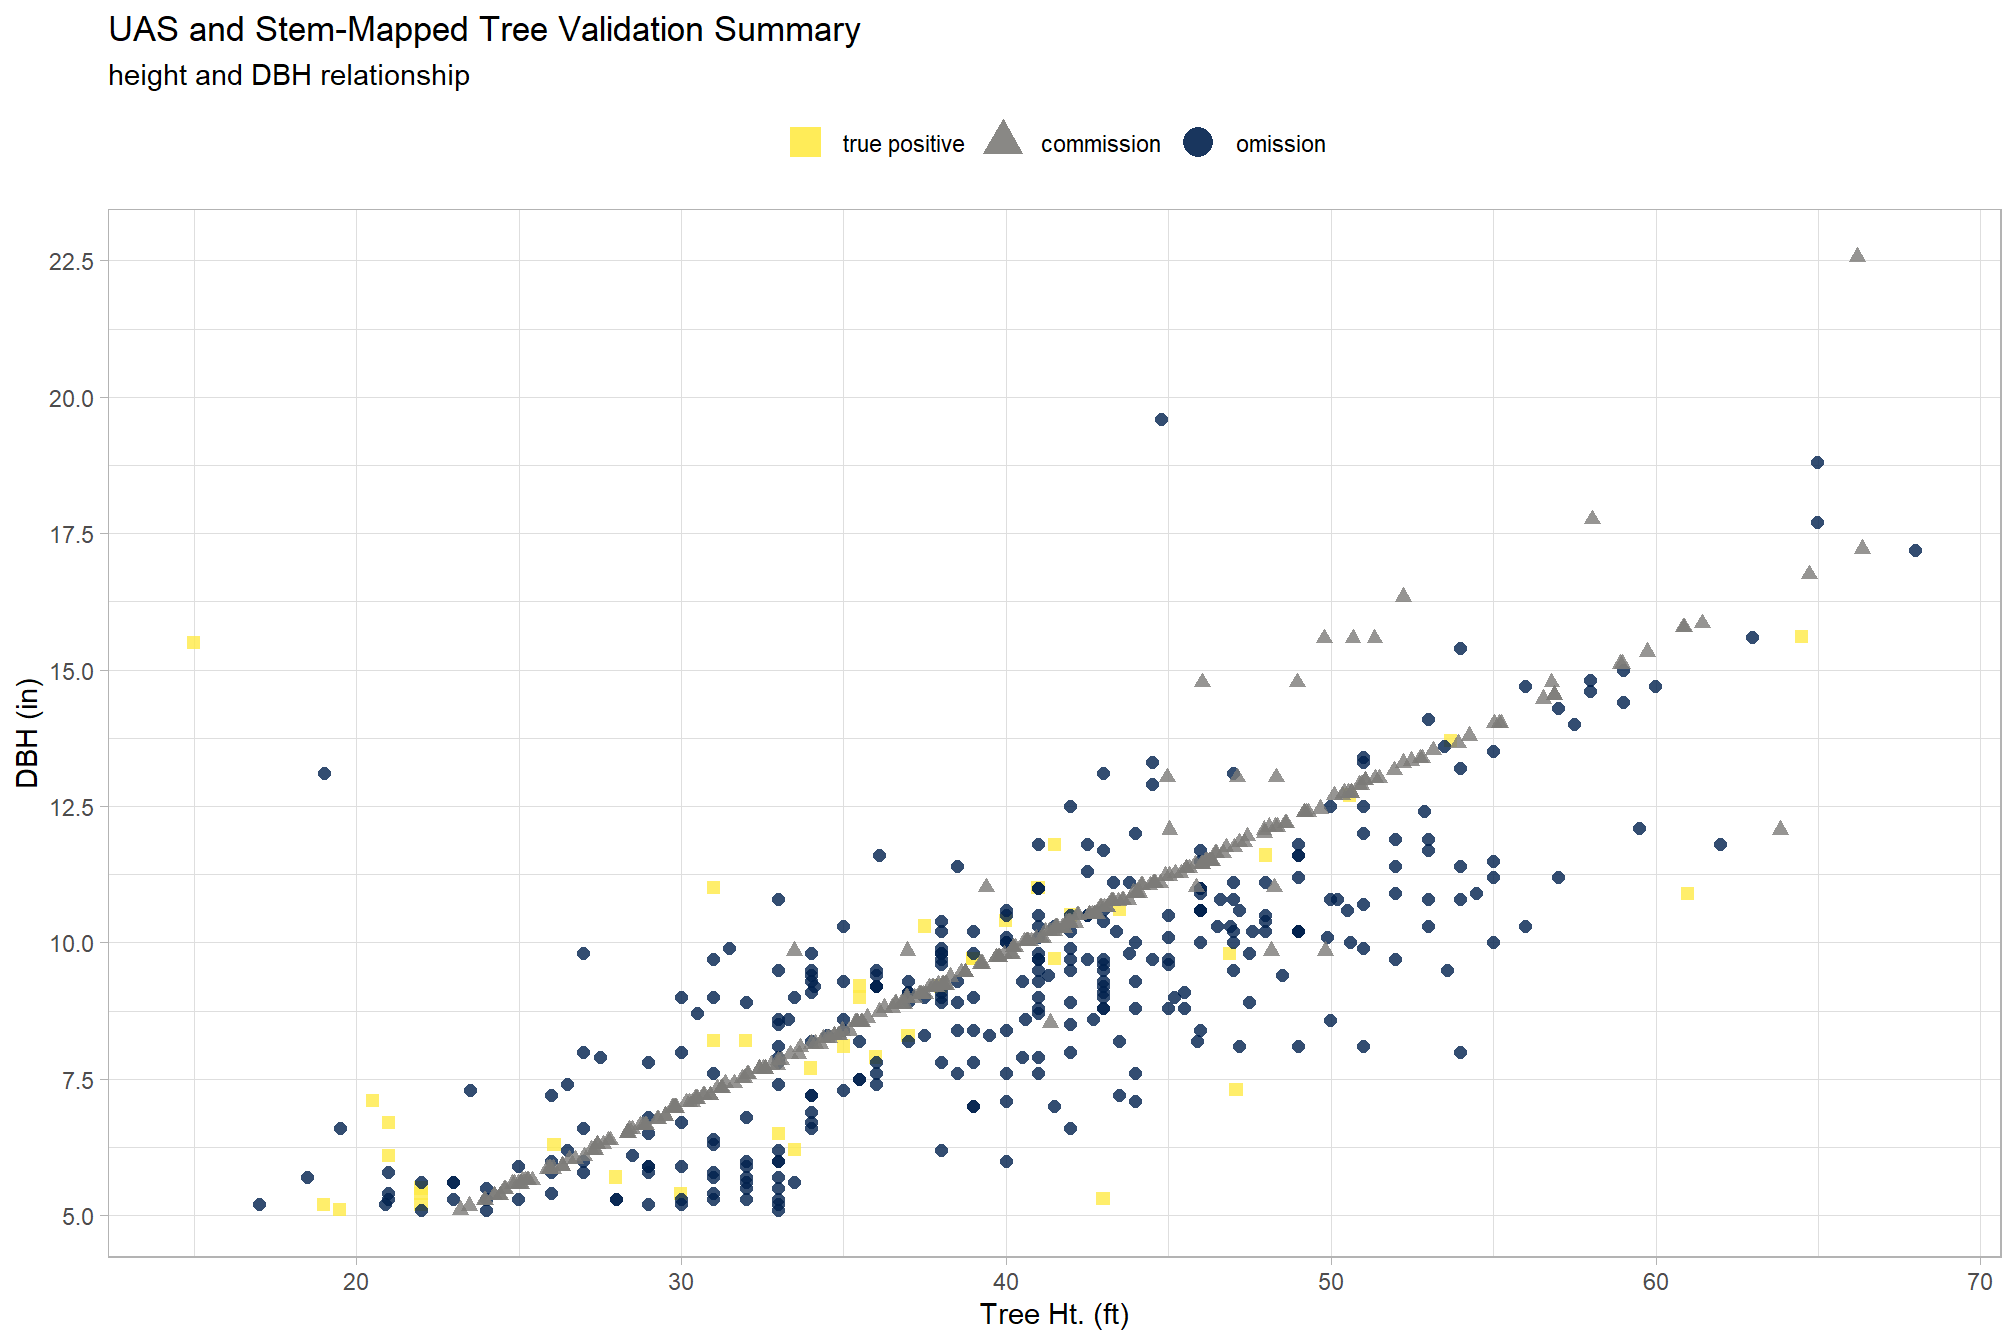 UAS and Stem-Mapped Tree Validation Summary
height and DBH relationship
true positive commission omission
22.5
20.0
17.5
15.0
12.5
10.0
7.5
5.0
DBH (in)
20 30 40 50 60 70
Tree Ht. (ft)